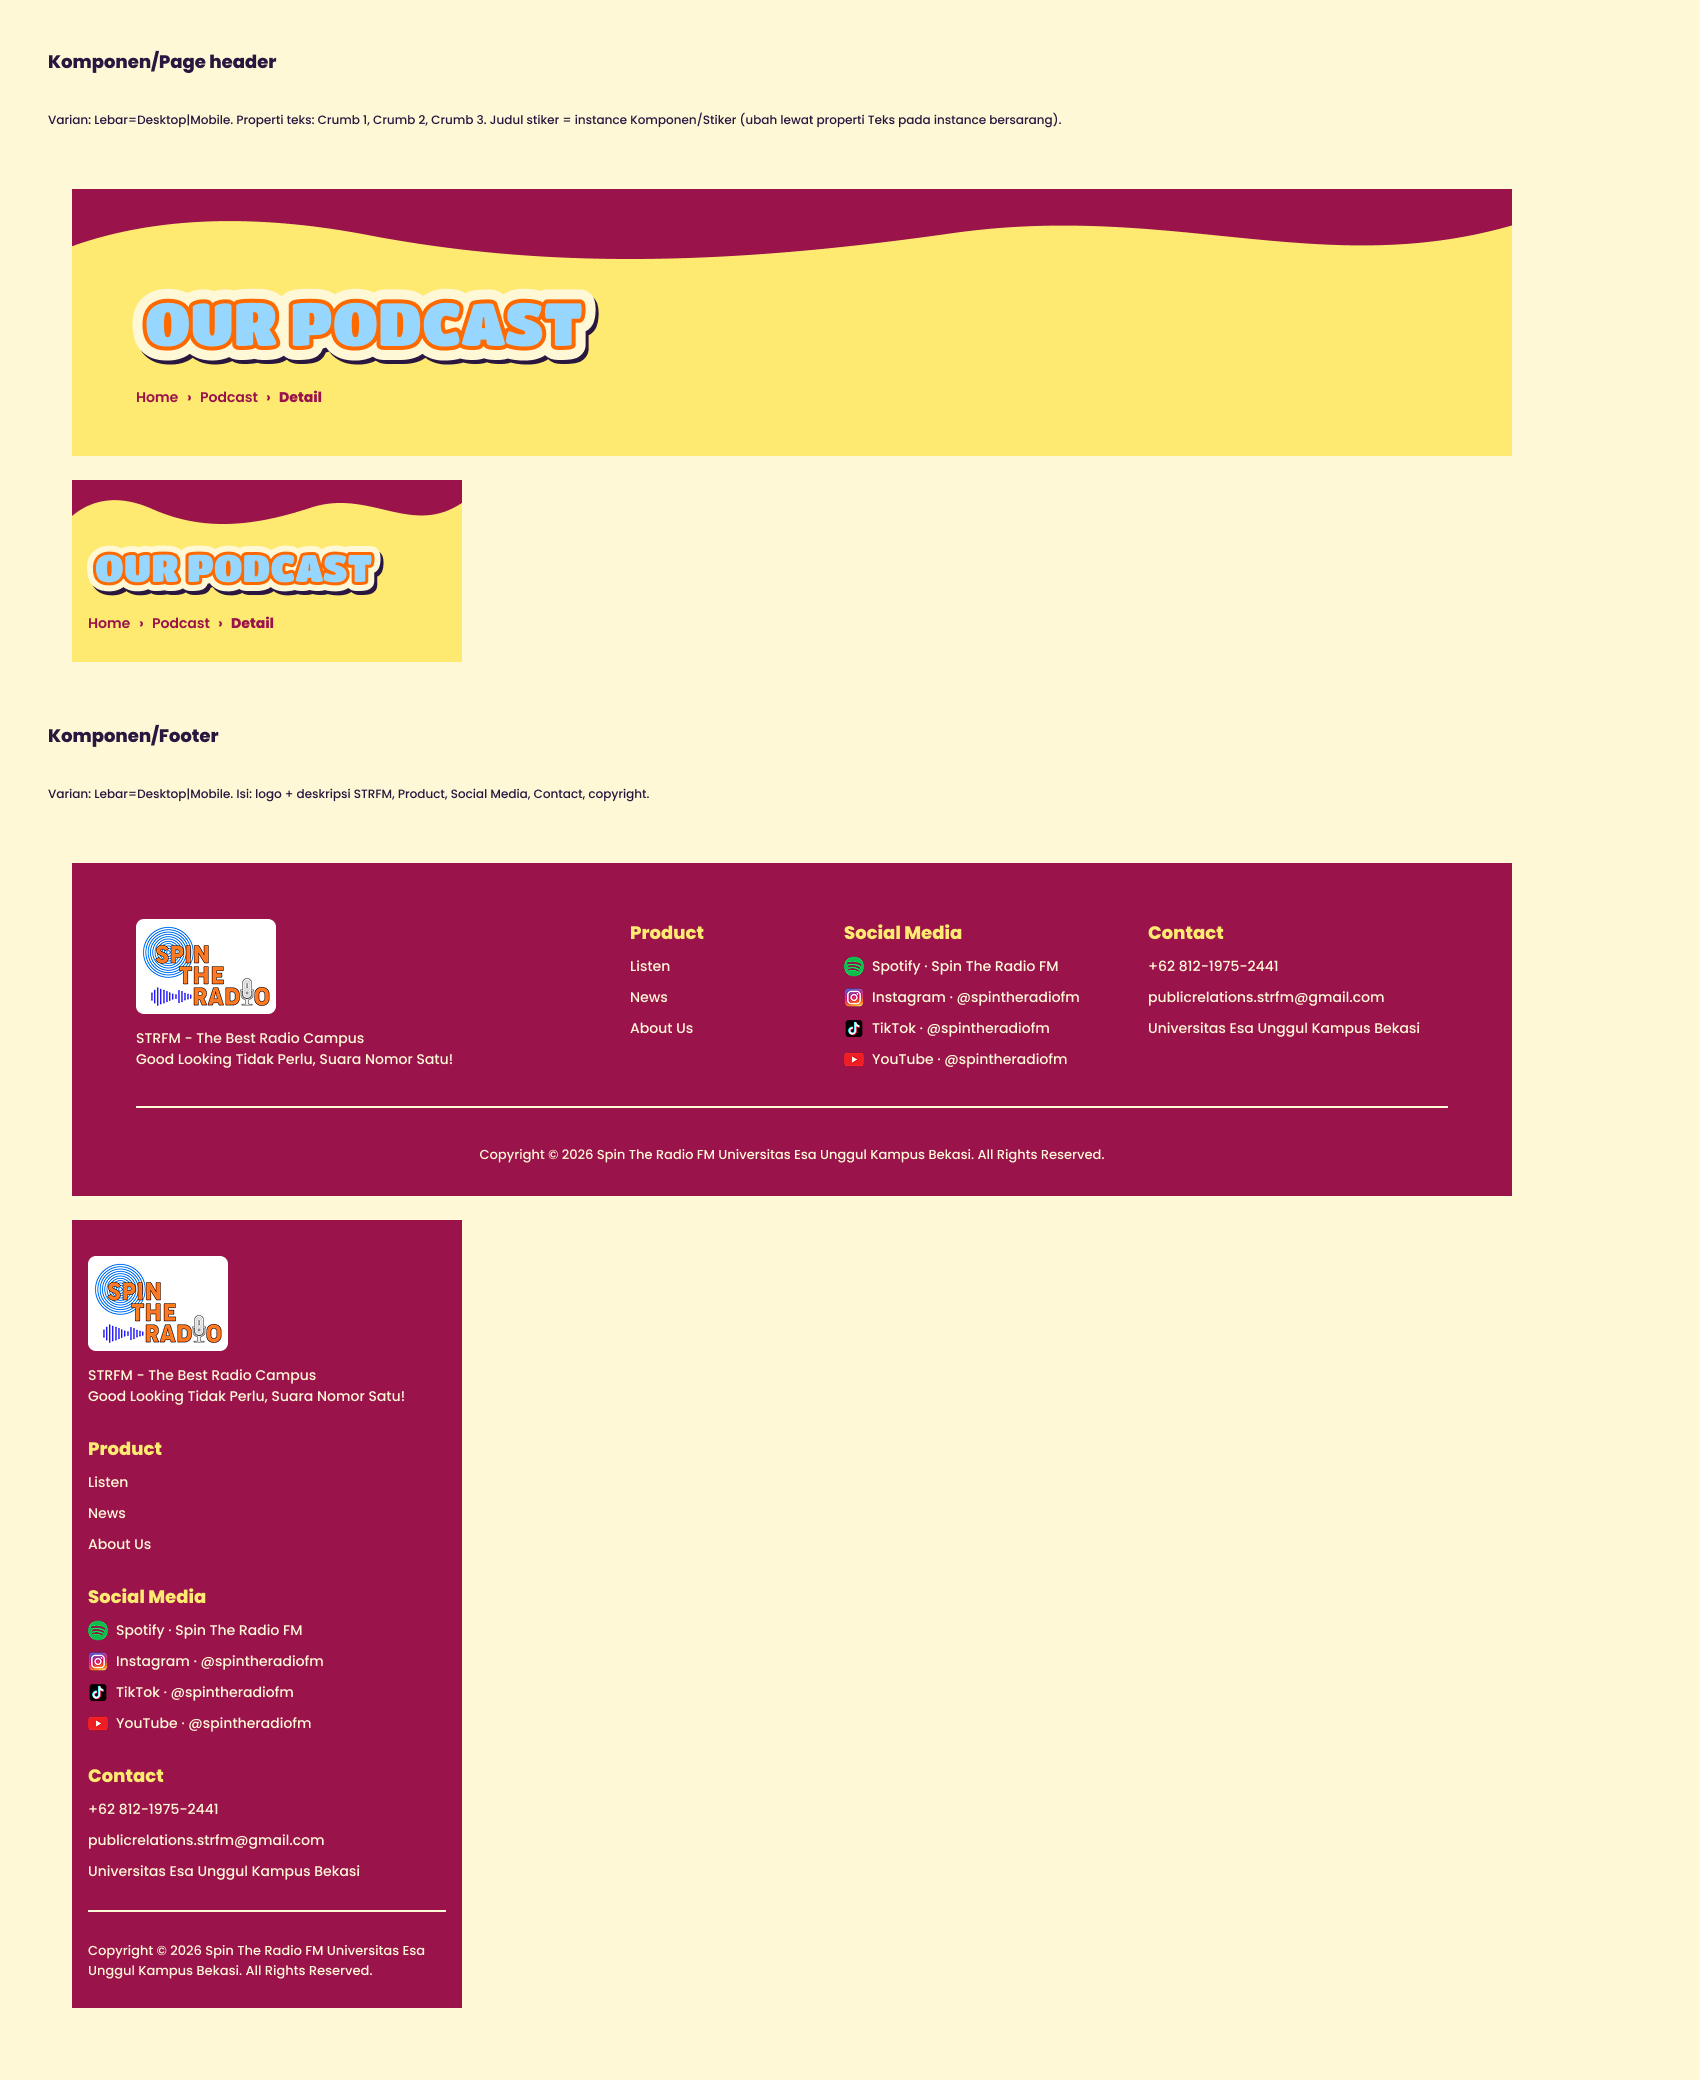 Komponen/Page header
Varian: Lebar=Desktop|Mobile. Properti teks: Crumb 1, Crumb 2, Crumb 3. Judul stiker = instance Komponen/Stiker (ubah lewat properti Teks pada instance bersarang).
OUR PODCAST
Home › Podcast › Detail
OUR PODCAST
Home › Podcast › Detail
Komponen/Footer
Varian: Lebar=Desktop|Mobile. Isi: logo + deskripsi STRFM, Product, Social Media, Contact, copyright.
SPIN
THE
RADIO
STRFM - The Best Radio Campus
Good Looking Tidak Perlu, Suara Nomor Satu!
Product
Listen
News
About Us
Social Media
Spotify · Spin The Radio FM
Instagram · @spintheradiofm
TikTok · @spintheradiofm
YouTube · @spintheradiofm
Contact
+62 812-1975-2441
publicrelations.strfm@gmail.com
Universitas Esa Unggul Kampus Bekasi
Copyright © 2026 Spin The Radio FM Universitas Esa Unggul Kampus Bekasi. All Rights Reserved.
SPIN
THE
RADIO
STRFM - The Best Radio Campus
Good Looking Tidak Perlu, Suara Nomor Satu!
Product
Listen
News
About Us
Social Media
Spotify · Spin The Radio FM
Instagram · @spintheradiofm
TikTok · @spintheradiofm
YouTube · @spintheradiofm
Contact
+62 812-1975-2441
publicrelations.strfm@gmail.com
Universitas Esa Unggul Kampus Bekasi
Copyright © 2026 Spin The Radio FM Universitas Esa
Unggul Kampus Bekasi. All Rights Reserved.